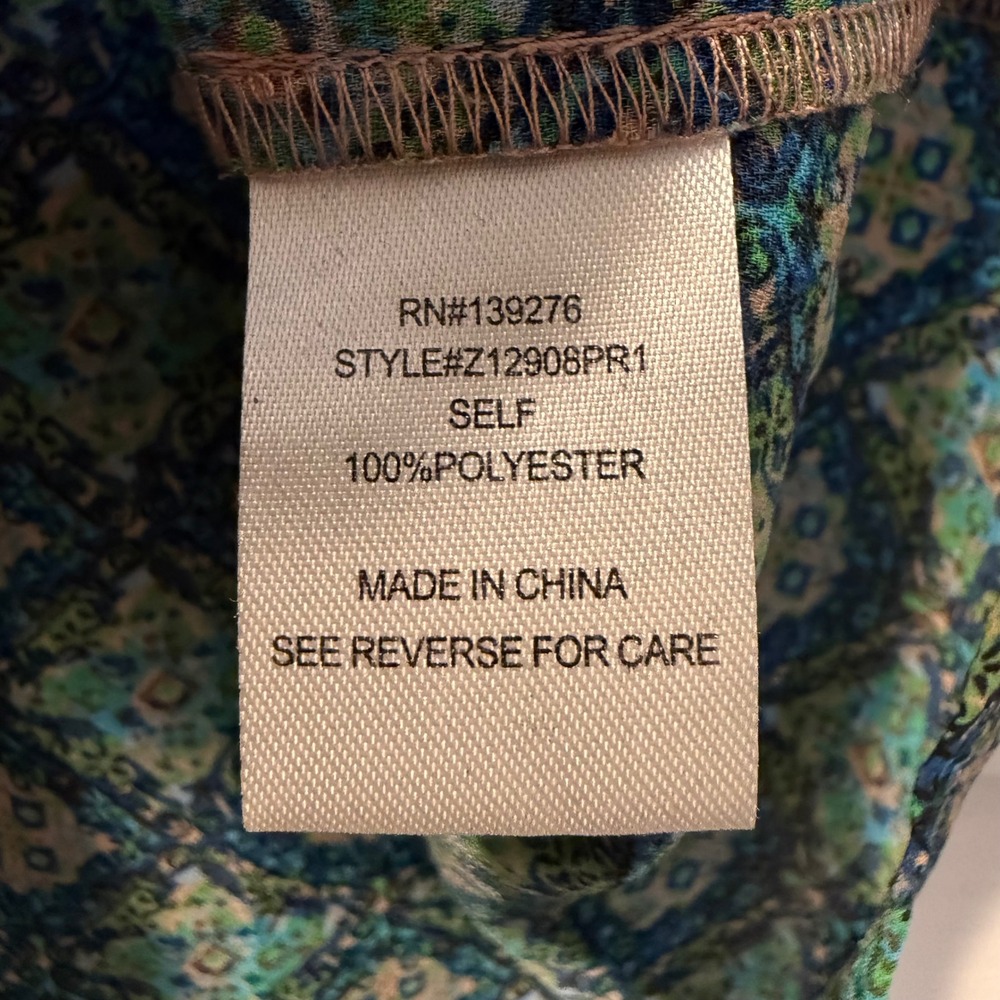 RN#139276
STYLE#Z12908PR1
SELF
100%POLYESTER
MADE IN CHINA
SEE REVERSE FOR CARE